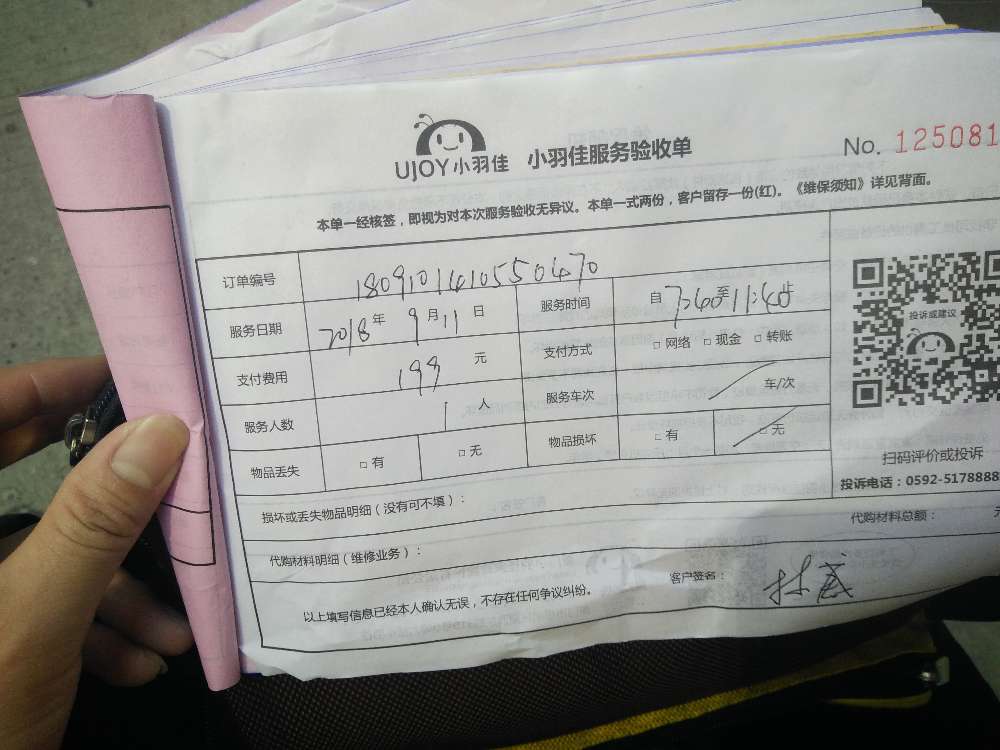 UJOY小羽佳 小羽佳服务验收单 No. 125081
本单一经核签，即视为对本次服务验收无异议。本单一式两份，客户留存一份(红)。《维保须知》详见背面。
订单编号 18091014105550470
服务日期 2018年 9月11日 服务时间 自7:40至11:40止
支付费用 199 元 支付方式 □网络 □现金 □转账
服务人数 1 人 服务车次 车/次
物品丢失 □有 □无 物品损坏 □有 □无
投诉或建议
扫码评价或投诉
投诉电话：0592-5178888
损坏或丢失物品明细（没有可不填）：
代购材料明细（维修业务）： 代购材料总额： 元
以上填写信息已经本人确认无误，不存在任何争议纠纷。 客户签名：